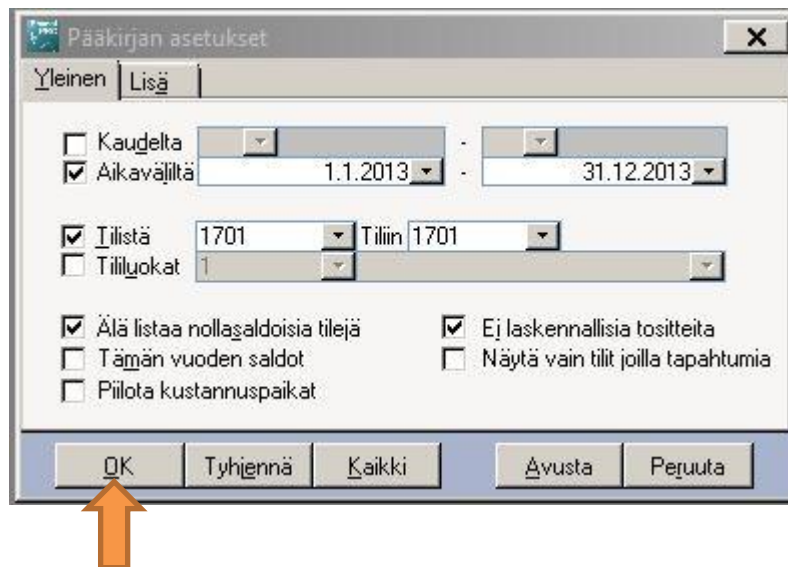 Pääkirjan asetukset
Yleinen Lisä
Kaudelta -
Aikaväliltä 1.1.2013 - 31.12.2013
Tilistä 1701 Tiliin 1701
Tililuokat 1
Älä listaa nollasaldoisia tilejä Ei laskennallisia tositteita
Tämän vuoden saldot Näytä vain tilit joilla tapahtumia
Piilota kustannuspaikat
OK Tyhjennä Kaikki Avusta Peruuta